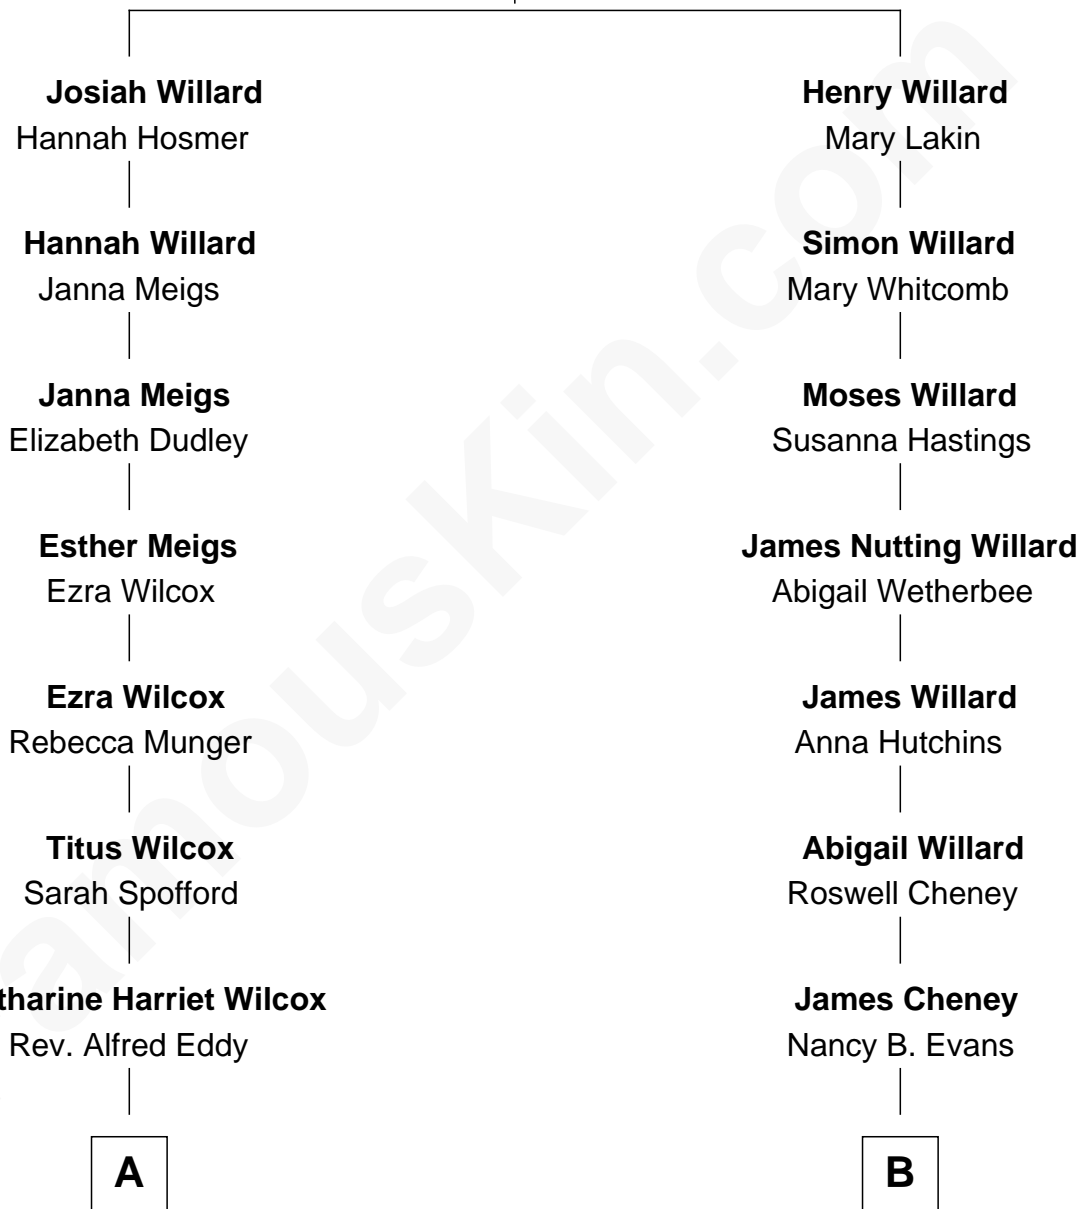 Josiah Willard
Hannah Hosmer
Hannah Willard
Janna Meigs
Janna Meigs
Elizabeth Dudley
Esther Meigs
Ezra Wilcox
Ezra Wilcox
Rebecca Munger
Titus Wilcox
Sarah Spofford
tharine Harriet Wilcox
Rev. Alfred Eddy
A
Henry Willard
Mary Lakin
Simon Willard
Mary Whitcomb
Moses Willard
Susanna Hastings
James Nutting Willard
Abigail Wetherbee
James Willard
Anna Hutchins
Abigail Willard
Roswell Cheney
James Cheney
Nancy B. Evans
B
amousKin.com